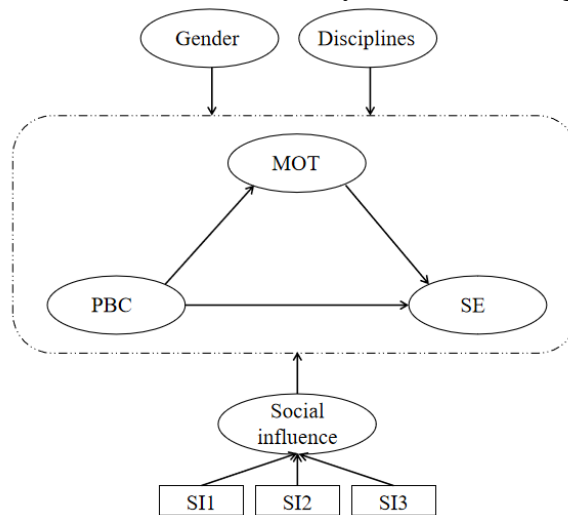 Gender
Disciplines
MOT
PBC
SE
Social
influence
SI1
SI2
SI3